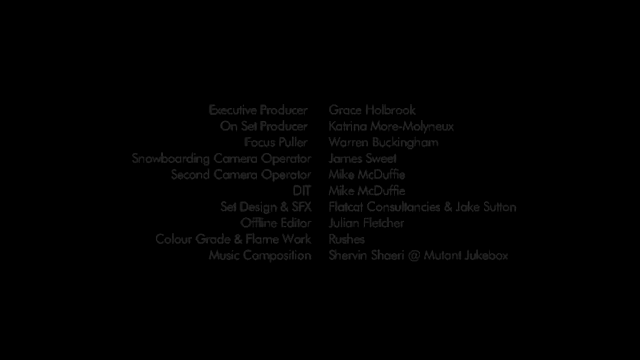 Executive Producer Grace Holbrook
On Set Producer Katrina More-Molyneux
Focus Puller Warren Buckingham
Snowboarding Camera Operator James Sweet
Second Camera Operator Mike McDuffie
DIT Mike McDuffie
Set Design & SFX Flatcat Consultancies & Jake Sutton
Offline Editor Julian Fletcher
Colour Grade & Flame Work Rushes
Music Composition Shervin Shaeri @ Mutant Jukebox